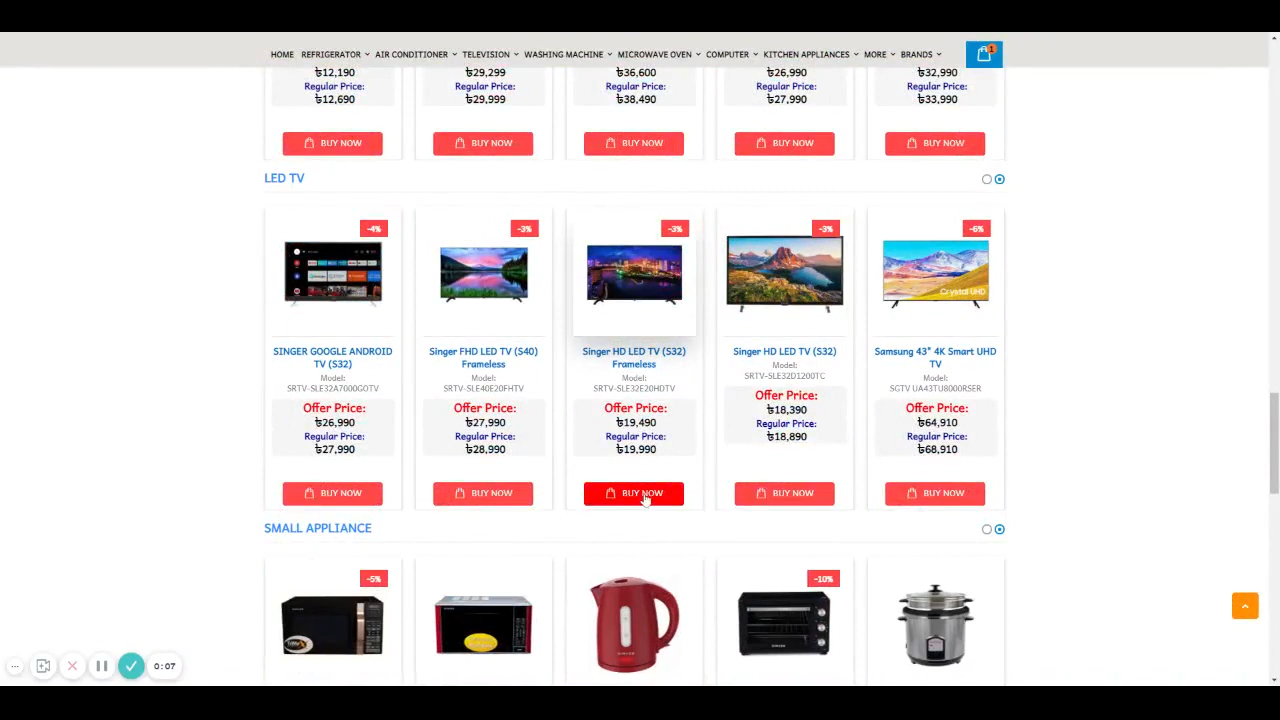 HOME REFRIGERATOR AIR CONDITIONER TELEVISION WASHING MACHINE MICROWAVE OVEN COMPUTER KITCHEN APPLIANCES MORE BRANDS 1
৳12,190 ৳29,299 ৳36,600 ৳26,990 ৳32,990
Regular Price: Regular Price: Regular Price: Regular Price: Regular Price:
৳12,690 ৳29,999 ৳38,490 ৳27,990 ৳33,990
BUY NOW BUY NOW BUY NOW BUY NOW BUY NOW
LED TV
-4% -3% -3% -3% -6%
Crystal UHD
SINGER GOOGLE ANDROID TV (S32)
Model:
SRTV-SLE32A7000GOTV
Offer Price:
৳26,990
Regular Price:
৳27,990
BUY NOW
Singer FHD LED TV (S40)
Frameless
Model:
SRTV-SLE40E20FHTV
Offer Price:
৳27,990
Regular Price:
৳28,990
BUY NOW
Singer HD LED TV (S32)
Frameless
Model:
SRTV-SLE32E20HDTV
Offer Price:
৳19,490
Regular Price:
৳19,990
BUY NOW
Singer HD LED TV (S32)
Model:
SRTV-SLE32D1200TC
Offer Price:
৳18,390
Regular Price:
৳18,890
BUY NOW
Samsung 43" 4K Smart UHD
TV
Model:
SGTV UA43TU8000RSER
Offer Price:
৳64,910
Regular Price:
৳68,910
BUY NOW
SMALL APPLIANCE
-5% -10%
SINGER
0:07